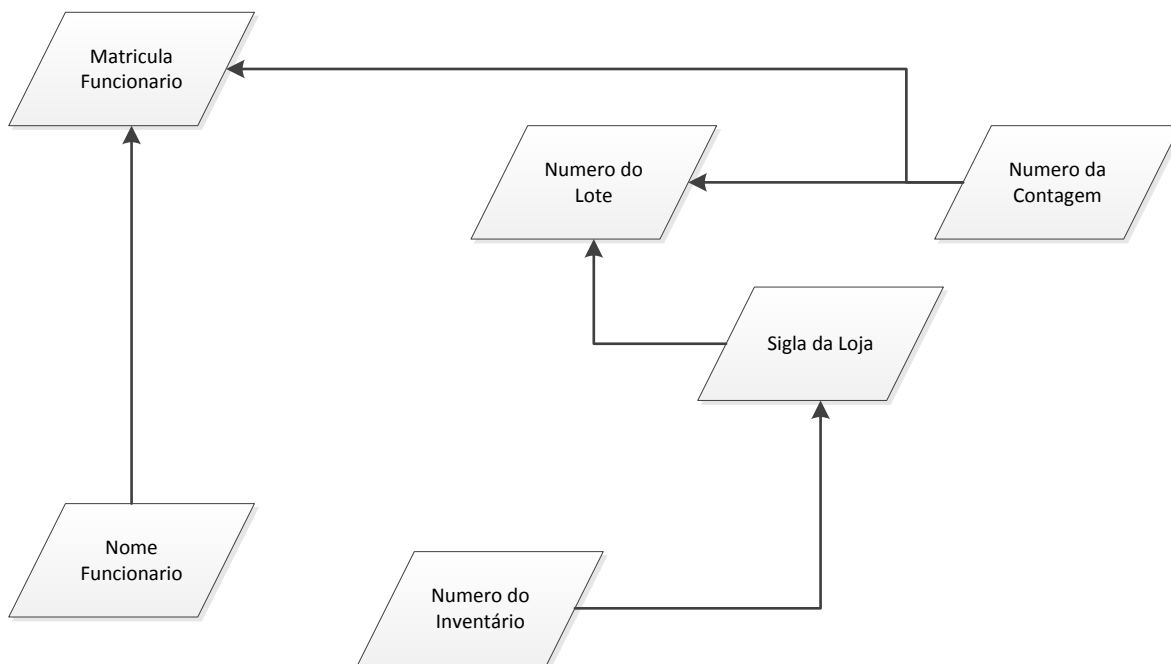 Matricula
Funcionario
Numero do
Lote
Numero da
Contagem
Sigla da Loja
Nome
Funcionario
Numero do
Inventário